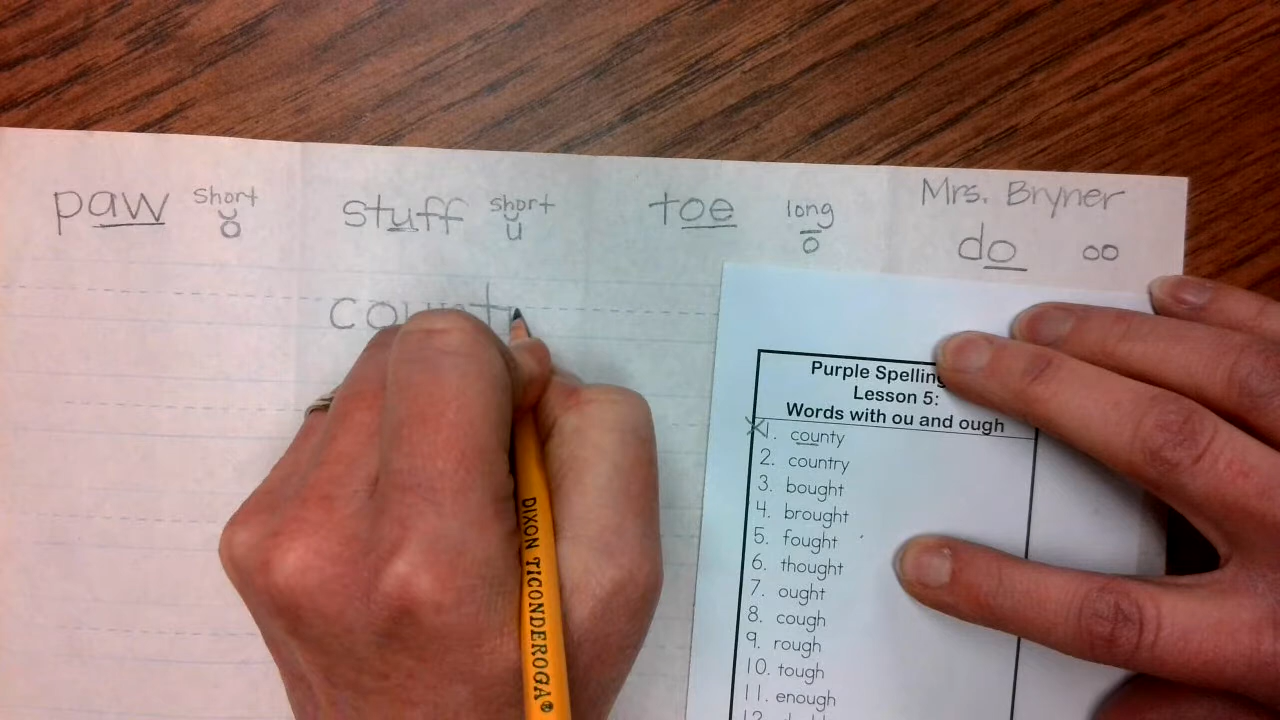 paw short ŏ stuff short ŭ toe long ō Mrs. Bryner
do oo
Purple Spelling
Lesson 5:
Words with ou and ough
1. county
2. country
3. bought
4. brought
5. fought
6. thought
7. ought
8. cough
9. rough
10. tough
11. enough
DIXON TICONDEROGA®